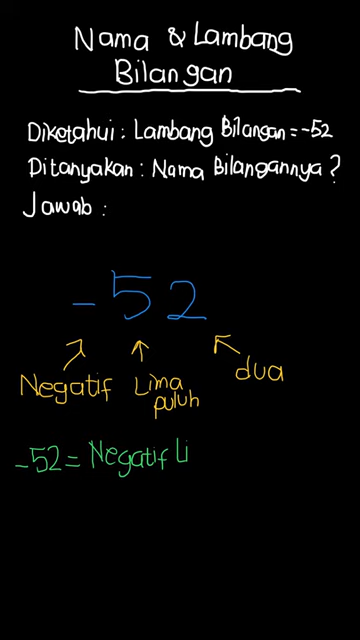 Nama & Lambang
Bilangan
Diketahui : Lambang Bilangan = -52
Ditanyakan : Nama Bilangannya ?
Jawab :
- 52
Negatif Lima puluh dua
-52 = Negatif Li